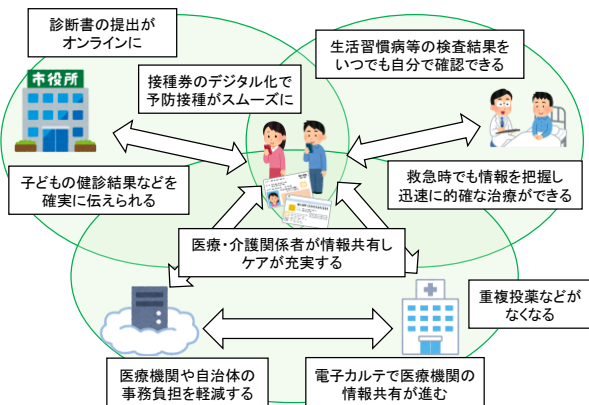 診断書の提出が
オンラインに
生活習慣病等の検査結果を
いつでも自分で確認できる
市役所
接種券のデジタル化で
予防接種がスムーズに
子どもの健診結果などを
確実に伝えられる
救急時でも情報を把握し
迅速に的確な治療ができる
医療・介護関係者が情報共有し
ケアが充実する
重複投薬などが
なくなる
医療機関や自治体の
事務負担を軽減する
電子カルテで医療機関の
情報共有が進む